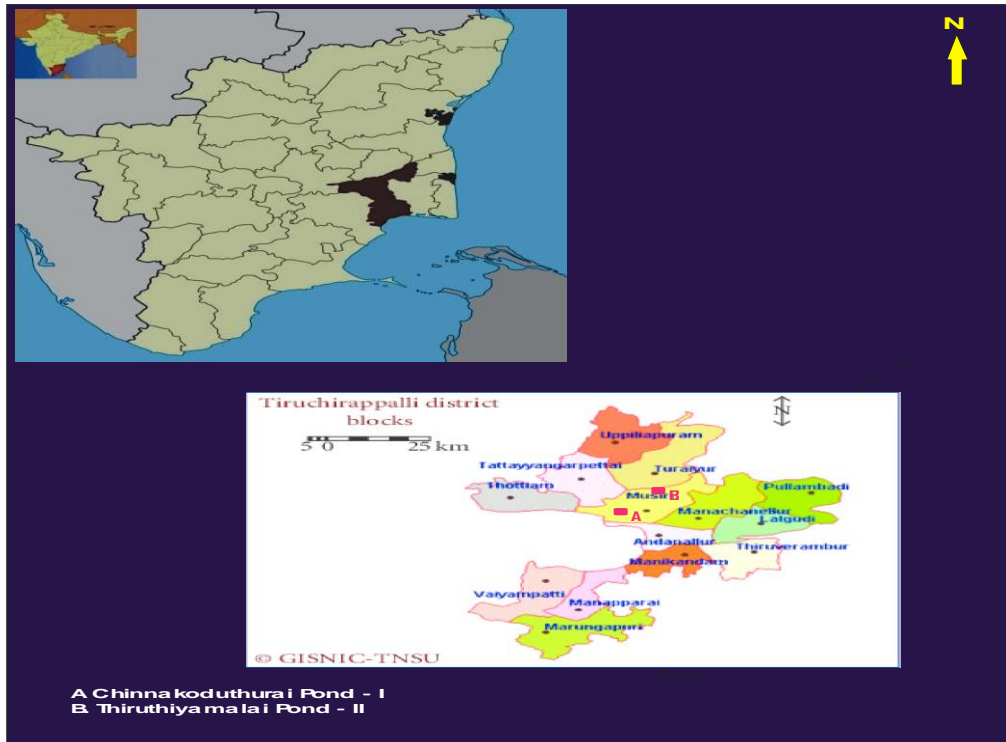 N
Tiruchirappalli district
blocks
5 0 25 km
N
Uppiliapuram
Tattayyangarpettai
Turaiyur
Thottiam
Musiri
B
Pullambadi
A
Manachanellur
Lalgudi
Andanallur
Thiruverambur
Manikandam
Vaiyampatti
Manapparai
Marungapuri
© GISNIC-TNSU
A Chinnakoduthurai Pond - I
B. Thiruthiyamalai Pond - II